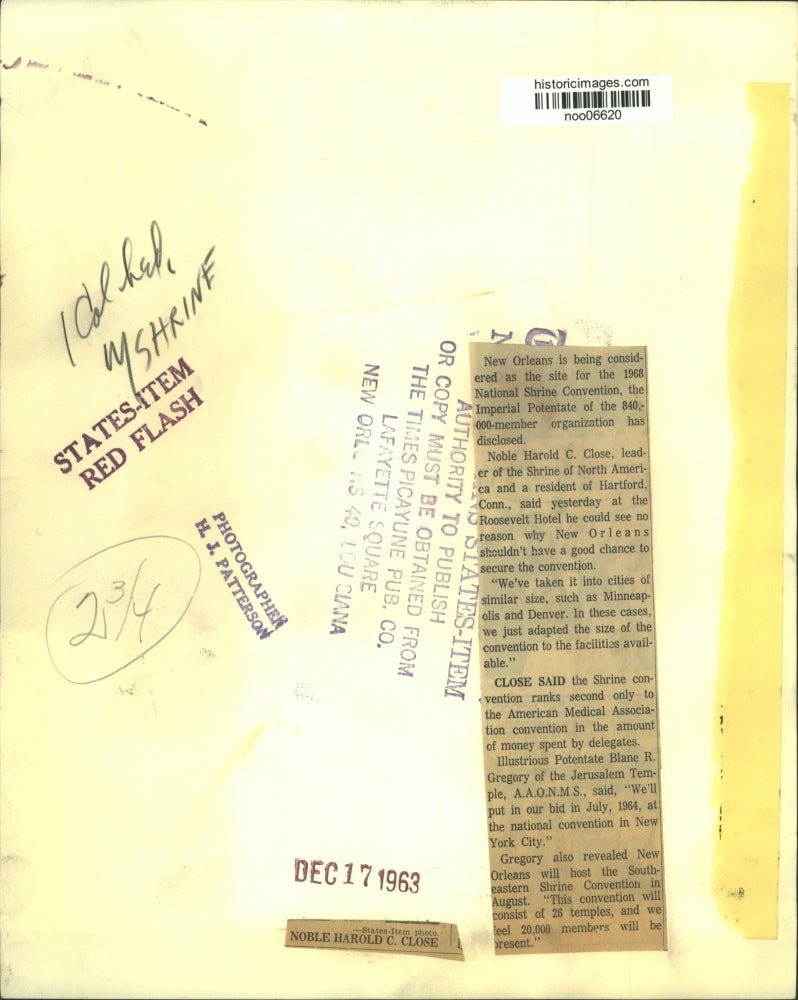 historicimages.com
noo06620
1 Col hed.
W/SHRINE
STATES-ITEM
RED FLASH
PHOTOGRAPHER
H. J. PATTERSON
2 3/4
STATES-ITEM
AUTHORITY TO PUBLISH
OR COPY MUST BE OBTAINED FROM
THE TIMES PICAYUNE PUB. CO.
LAFAYETTE SQUARE
NEW ORL NS 40, LOUISIANA
New Orleans is being consid-
ered as the site for the 1968
National Shrine Convention, the
Imperial Potentate of the 840,-
000-member organization has
disclosed.
Noble Harold C. Close, lead-
er of the Shrine of North Ameri-
ca and a resident of Hartford,
Conn., said yesterday at the
Roosevelt Hotel he could see no
reason why New Orleans
shouldn't have a good chance to
secure the convention.
"We've taken it into cities of
similar size, such as Minneap-
olis and Denver. In these cases,
we just adapted the size of the
convention to the facilities avail-
able."
CLOSE SAID the Shrine con-
vention ranks second only to
the American Medical Associa-
tion convention in the amount
of money spent by delegates.
Illustrious Potentate Blane R.
Gregory of the Jerusalem Tem-
ple, A.A.O.N.M.S., said, "We'll
put in our bid in July, 1964, at
the national convention in New
York City."
Gregory also revealed New
Orleans will host the South-
eastern Shrine Convention in
August. "This convention will
consist of 26 temples, and we
feel 20,000 members will be
present."
DEC 17 1963
—States-Item photo.
NOBLE HAROLD C. CLOSE